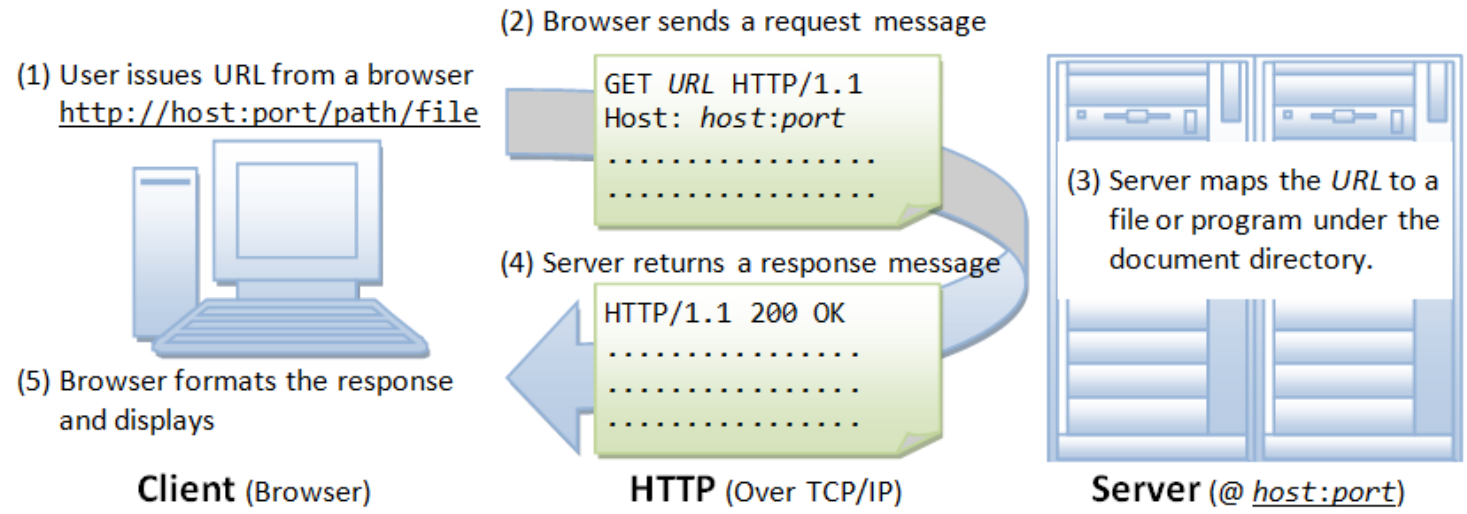 (1) User issues URL from a browser
http://host:port/path/file
(2) Browser sends a request message
GET URL HTTP/1.1
Host: host:port
.................
.................
(3) Server maps the URL to a
file or program under the
document directory.
(4) Server returns a response message
HTTP/1.1 200 OK
................
................
................
(5) Browser formats the response
and displays
Client (Browser)
HTTP (Over TCP/IP)
Server (@ host:port)